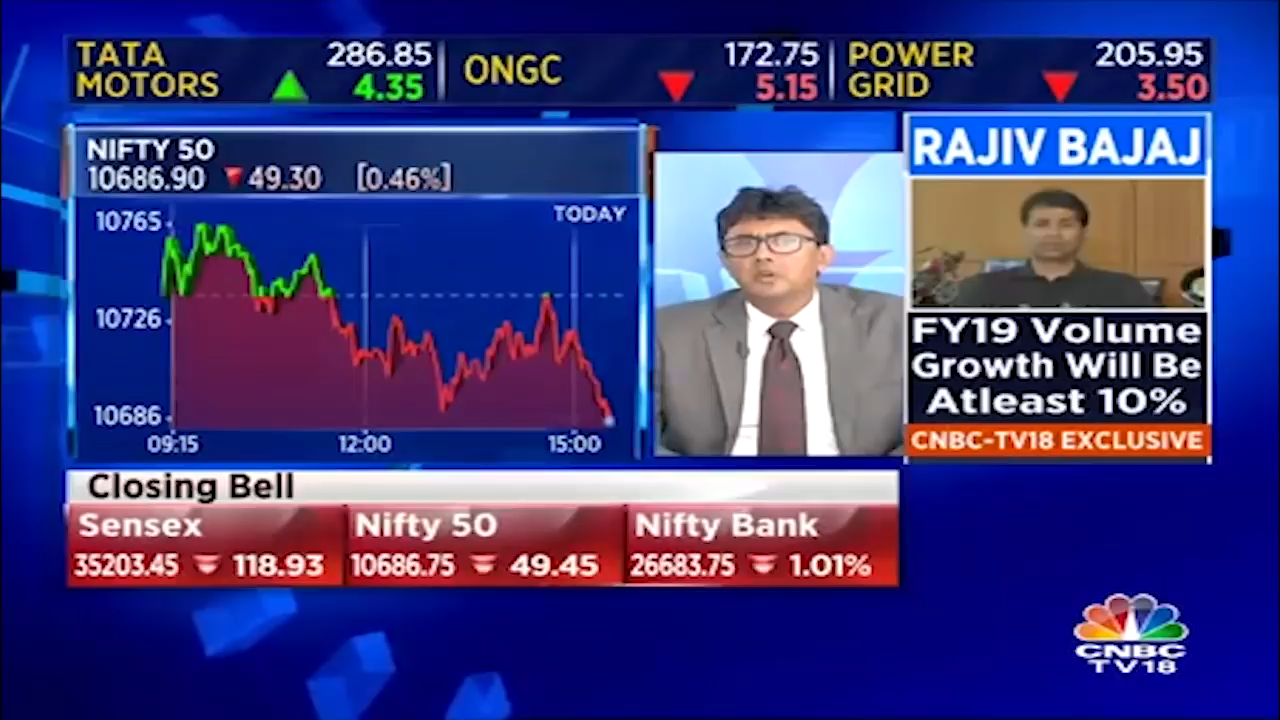 TATA MOTORS 286.85 4.35
ONGC 172.75 5.15
POWER GRID 205.95 3.50
NIFTY 50
10686.90 49.30 [0.46%]
TODAY
10765
10726
10686
09:15 12:00 15:00
RAJIV BAJAJ
FY19 Volume
Growth Will Be
Atleast 10%
CNBC-TV18 EXCLUSIVE
Closing Bell
Sensex Nifty 50 Nifty Bank
35203.45 118.93 10686.75 49.45 26683.75 1.01%
CNBC
TV18